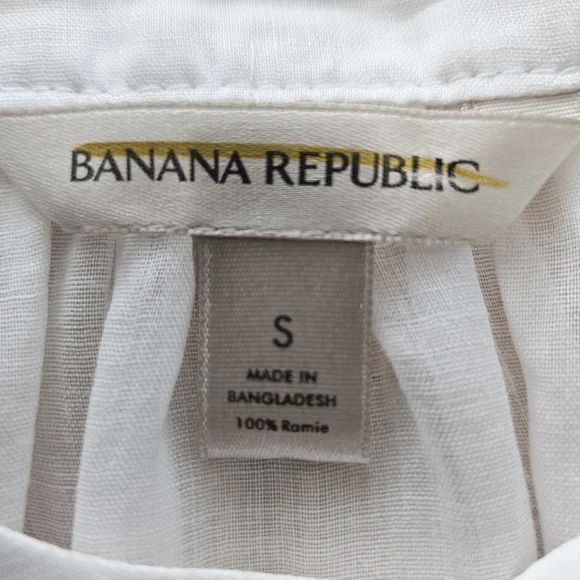 BANANA REPUBLIC
S
MADE IN
BANGLADESH
100% Ramie